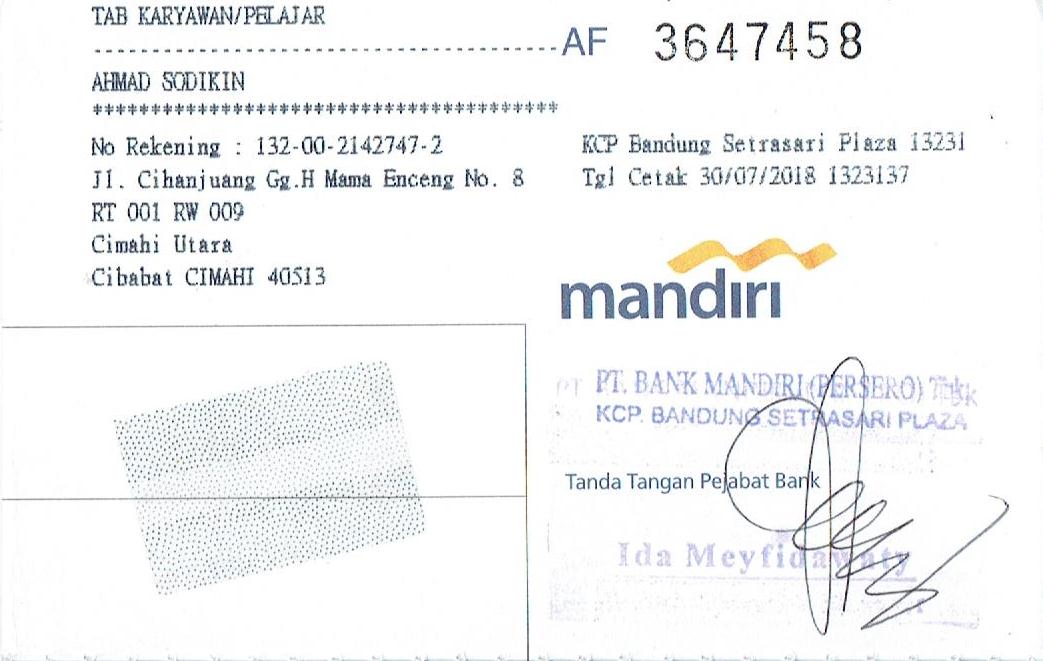 TAB KARYAWAN/PELAJAR
AF 3647458
AHMAD SODIKIN
***************************************
No Rekening : 132-00-2142747-2
Jl. Cihanjuang Gg.H Mama Enceng No. 8
RT 001 RW 009
Cimahi Utara
Cibabat CIMAHI 40513
KCP Bandung Setrasari Plaza 13231
Tgl Cetak 30/07/2018 1323137
mandiri
PT. BANK MANDIRI (PERSERO) Tbk
KCP. BANDUNG SETRASARI PLAZA
Tanda Tangan Pejabat Bank
Ida Meyfidawaty